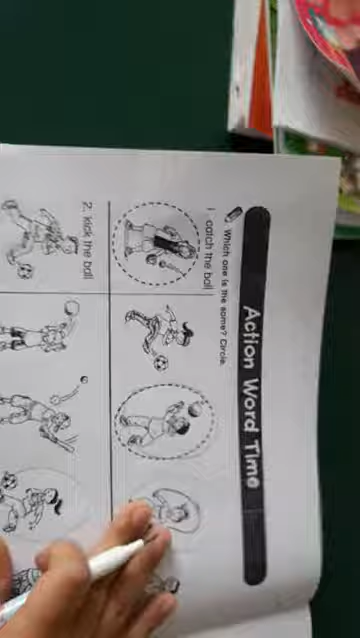 Action Word Time
Which one is the same? Circle.
1. catch the ball
2. kick the ball